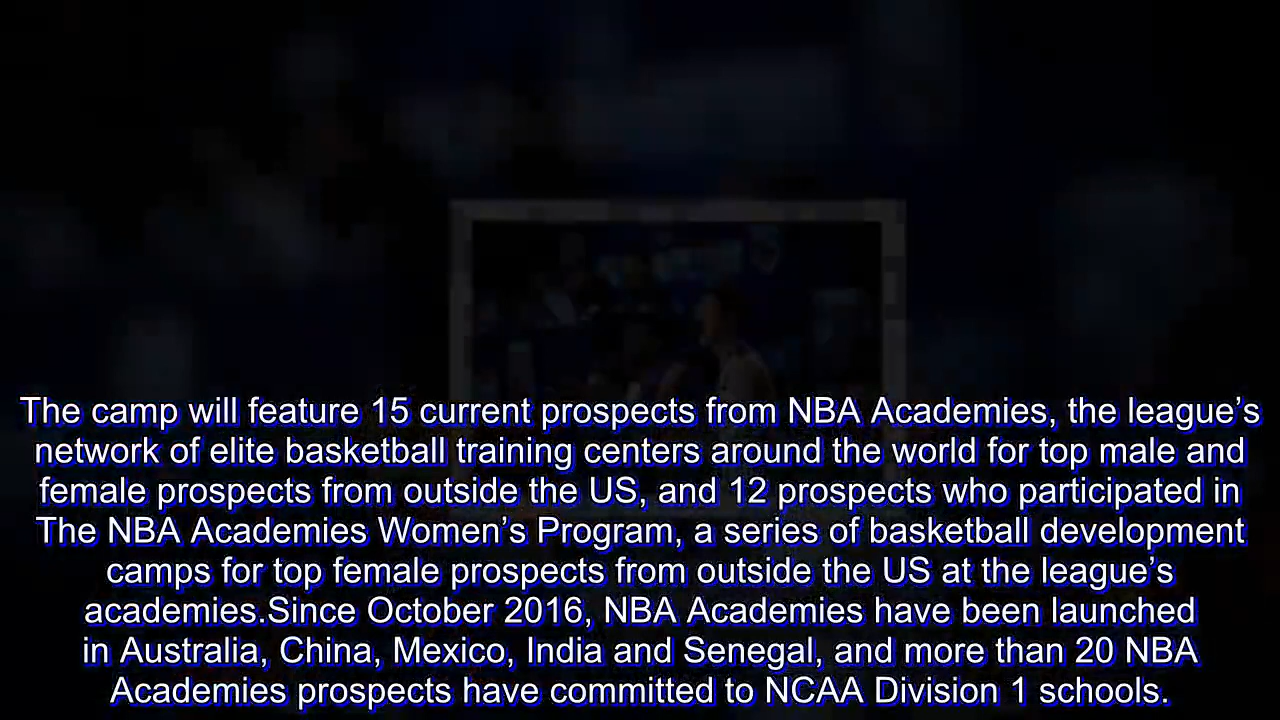 The camp will feature 15 current prospects from NBA Academies, the league’s
network of elite basketball training centers around the world for top male and
female prospects from outside the US, and 12 prospects who participated in
The NBA Academies Women’s Program, a series of basketball development
camps for top female prospects from outside the US at the league’s
academies.Since October 2016, NBA Academies have been launched
in Australia, China, Mexico, India and Senegal, and more than 20 NBA
Academies prospects have committed to NCAA Division 1 schools.